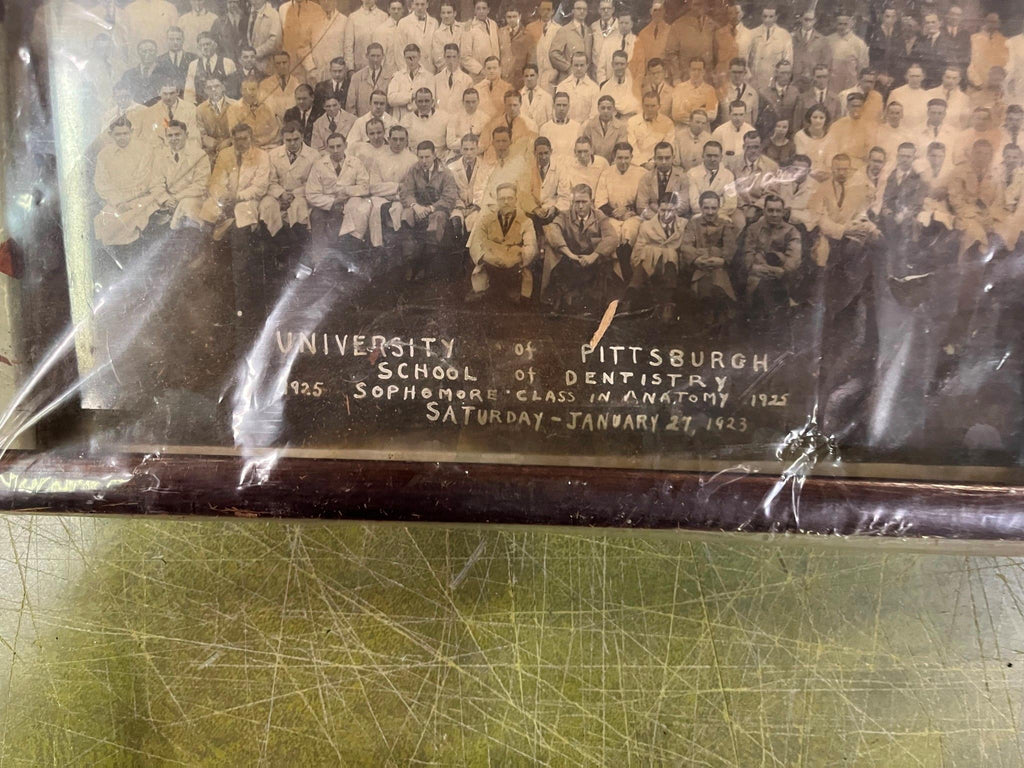 UNIVERSITY of PITTSBURGH
SCHOOL of DENTISTRY
1925 SOPHOMORE CLASS IN ANATOMY 1925
SATURDAY - JANUARY 27, 1923